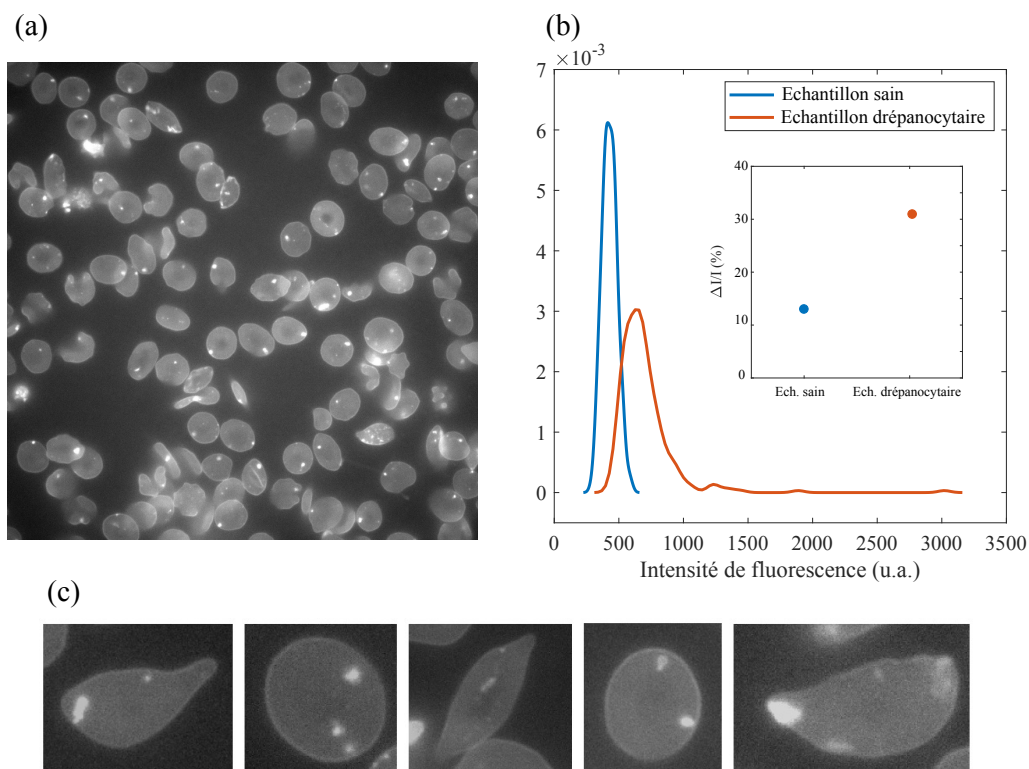 (a)
(b)
×10⁻³
7
6
5
4
3
2
1
0
0 500 1000 1500 2000 2500 3000 3500
Intensité de fluorescence (u.a.)
Echantillon sain
Echantillon drépanocytaire
40
30
20
10
0
ΔI/I (%)
Ech. sain Ech. drépanocytaire
(c)